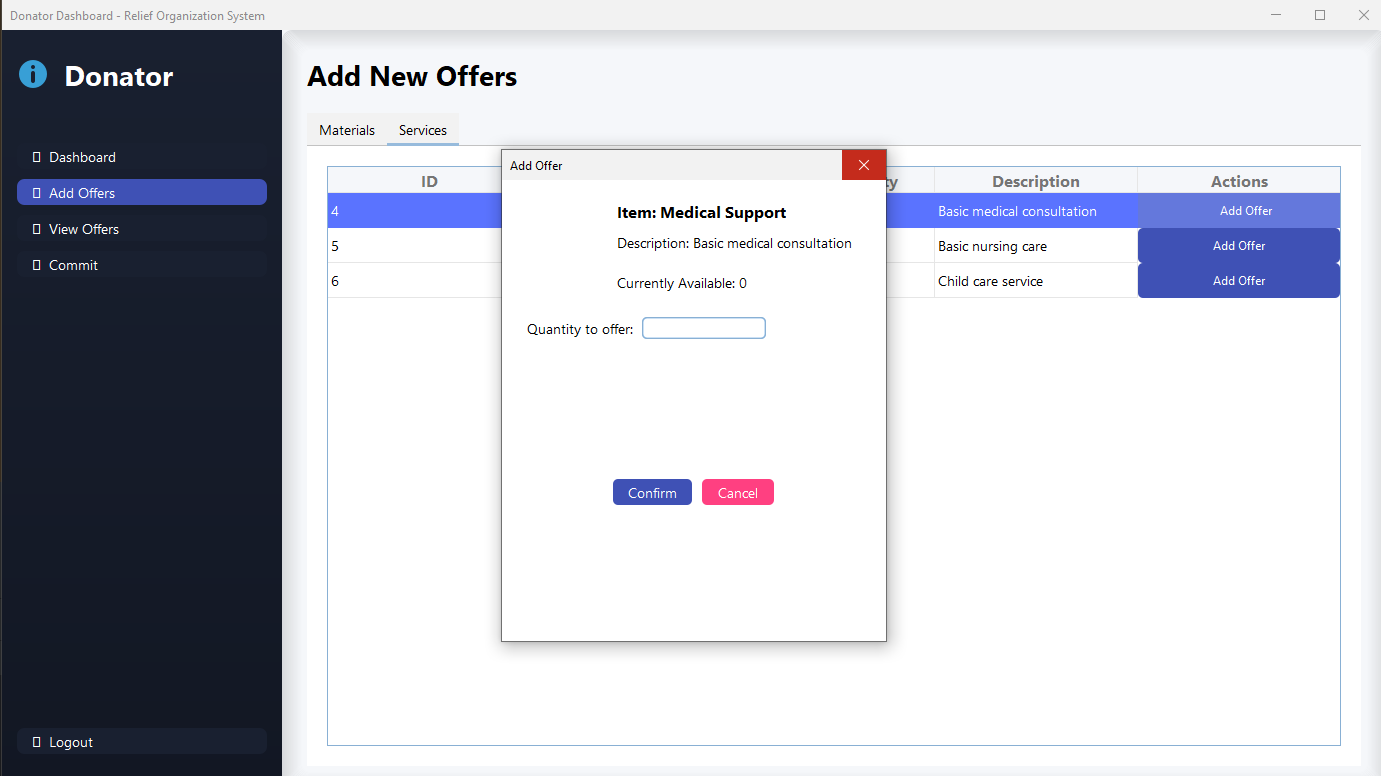 Donator Dashboard - Relief Organization System
Donator
Dashboard
Add Offers
View Offers
Commit
Logout
Add New Offers
Materials Services
ID Description Actions
4 Basic medical consultation Add Offer
5 Basic nursing care Add Offer
6 Child care service Add Offer
Add Offer
Item: Medical Support
Description: Basic medical consultation
Currently Available: 0
Quantity to offer:
Confirm Cancel